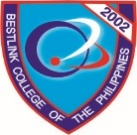 2002
BESTLINK COLLEGE OF THE PHILIPPINES